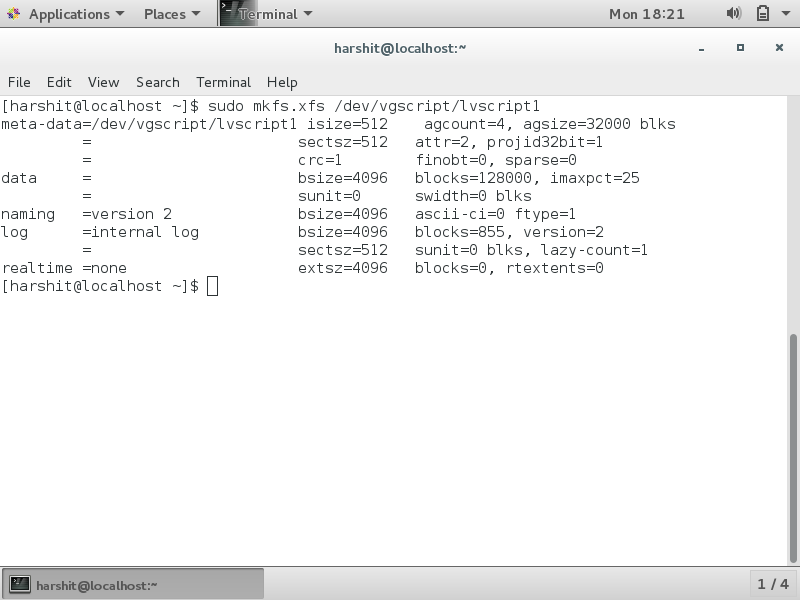 Applications Places Terminal Mon 18:21
harshit@localhost:~
File Edit View Search Terminal Help
[harshit@localhost ~]$ sudo mkfs.xfs /dev/vgscript/lvscript1
meta-data=/dev/vgscript/lvscript1 isize=512    agcount=4, agsize=32000 blks
         =                       sectsz=512   attr=2, projid32bit=1
         =                       crc=1        finobt=0, sparse=0
data     =                       bsize=4096   blocks=128000, imaxpct=25
         =                       sunit=0      swidth=0 blks
naming   =version 2              bsize=4096   ascii-ci=0 ftype=1
log      =internal log           bsize=4096   blocks=855, version=2
         =                       sectsz=512   sunit=0 blks, lazy-count=1
realtime =none                   extsz=4096   blocks=0, rtextents=0
[harshit@localhost ~]$
harshit@localhost:~ 1 / 4